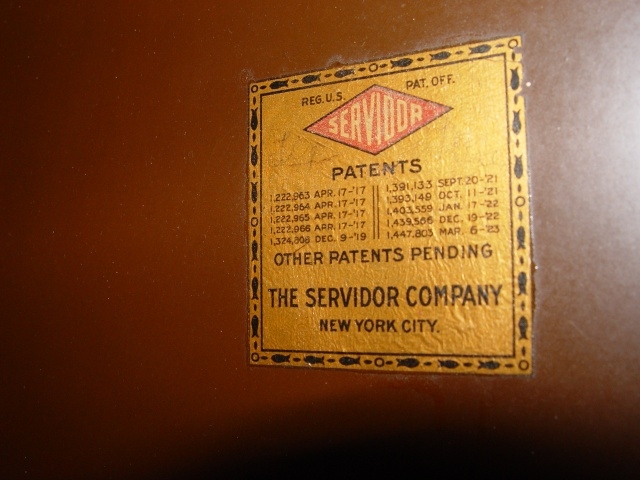 REG. U.S. PAT. OFF.
SERVIDOR
PATENTS
1,222,963 APR. 17-'17 1,391,133 SEPT. 20-'21
1,222,964 APR. 17-'17 1,393,149 OCT. 11-'21
1,222,965 APR. 17-'17 1,403,559 JAN. 17-'22
1,222,966 APR. 17-'17 1,439,566 DEC. 19-'22
1,324,806 DEC. 9-'19 1,447,803 MAR. 6-'23
OTHER PATENTS PENDING
THE SERVIDOR COMPANY
NEW YORK CITY.